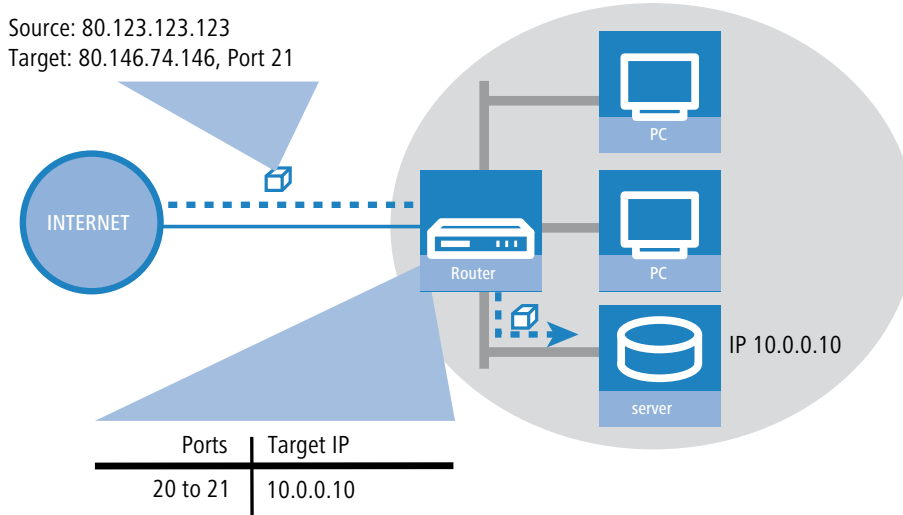 Source: 80.123.123.123
Target: 80.146.74.146, Port 21
PC
INTERNET
Router
PC
IP 10.0.0.10
server
Ports Target IP
20 to 21 10.0.0.10